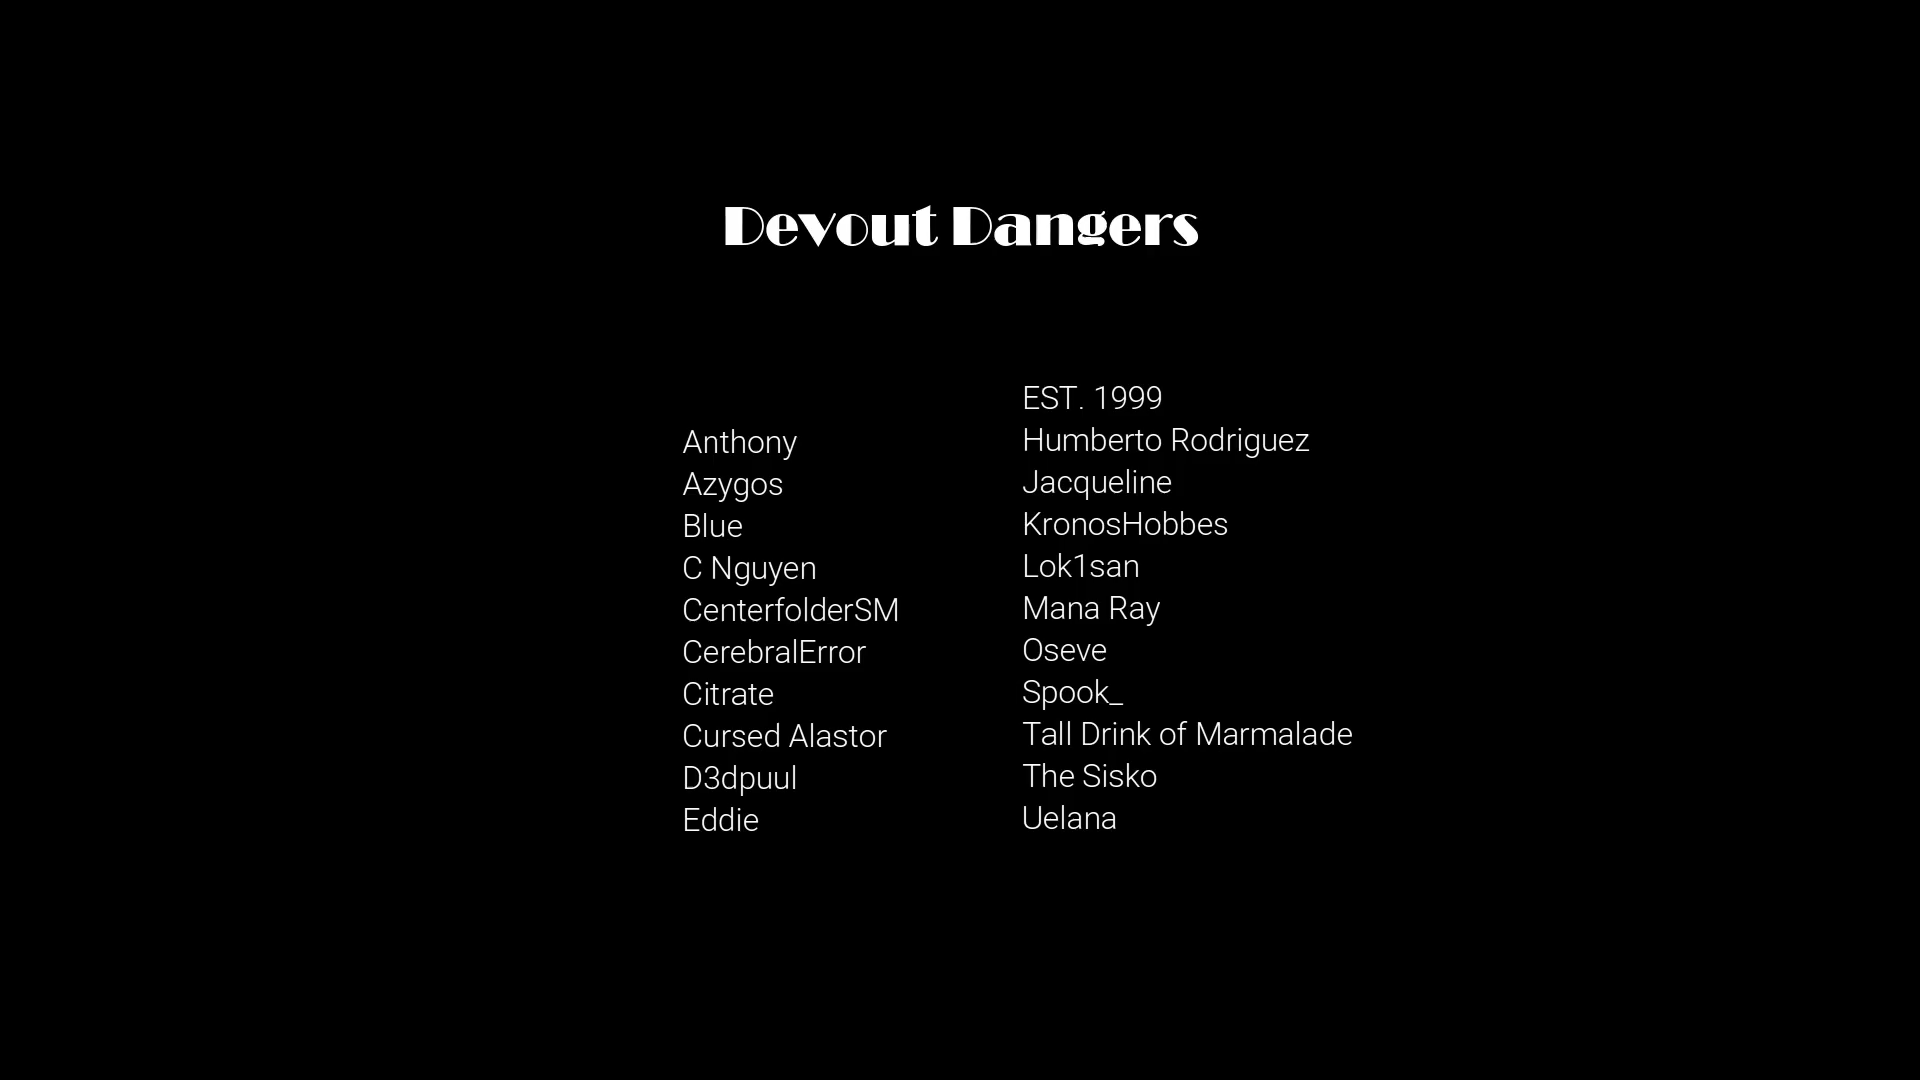 Devout Dangers
Anthony
Azygos
Blue
C Nguyen
CenterfolderSM
CerebralError
Citrate
Cursed Alastor
D3dpuul
Eddie
EST. 1999
Humberto Rodriguez
Jacqueline
KronosHobbes
Lok1san
Mana Ray
Oseve
Spook_
Tall Drink of Marmalade
The Sisko
Uelana